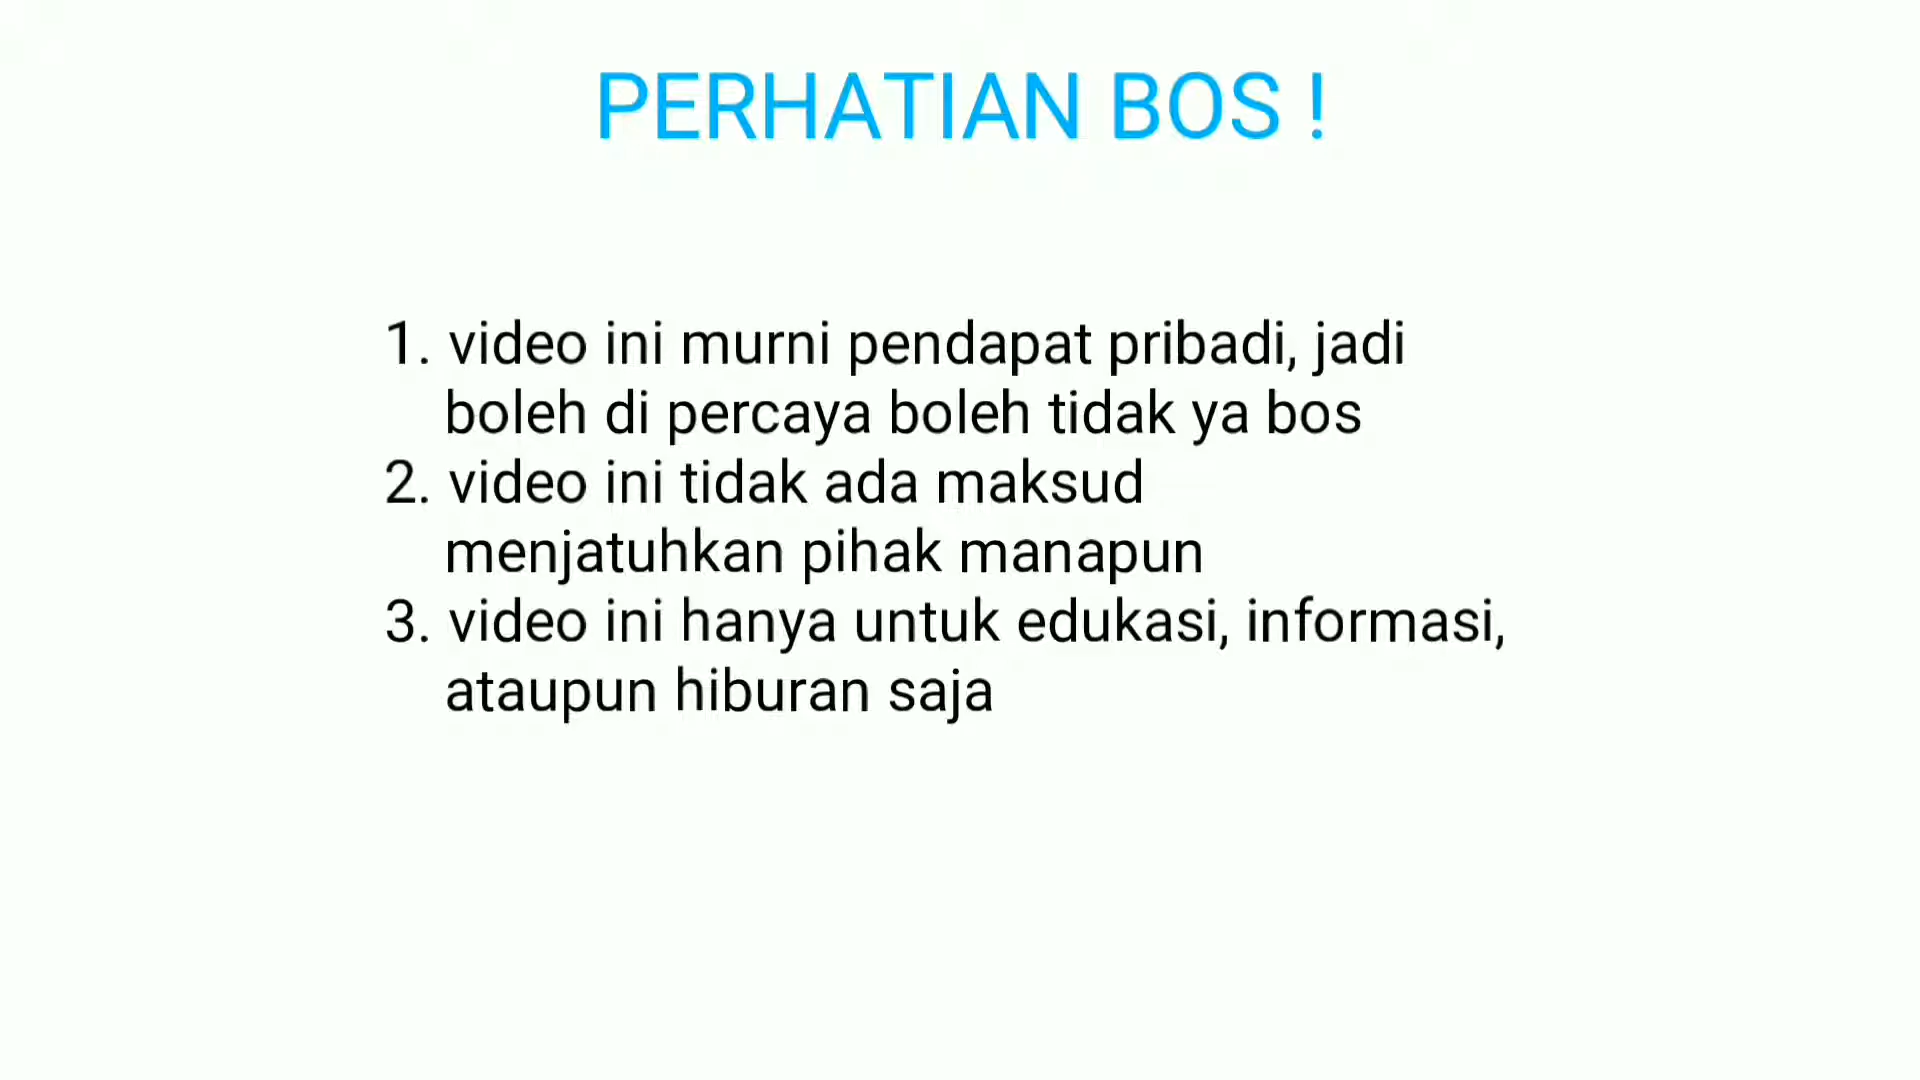 PERHATIAN BOS !
1. video ini murni pendapat pribadi, jadi
boleh di percaya boleh tidak ya bos
2. video ini tidak ada maksud
menjatuhkan pihak manapun
3. video ini hanya untuk edukasi, informasi,
ataupun hiburan saja